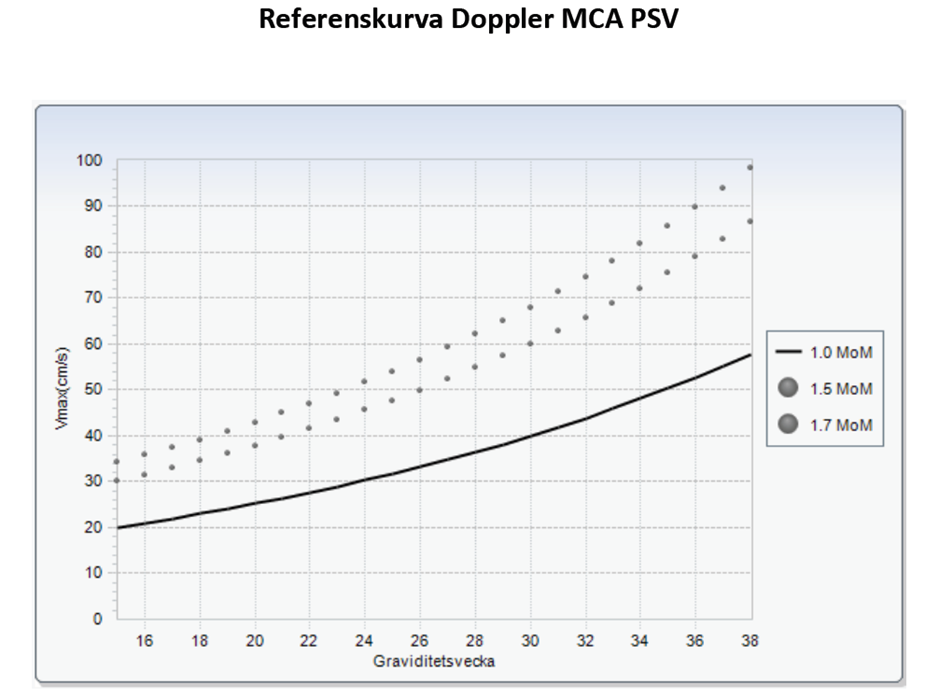 Referenskurva Doppler MCA PSV
100
90
80
70
60
50
40
30
20
10
0
Vmax(cm/s)
16 18 20 22 24 26 28 30 32 34 36 38
Graviditetsvecka
1.0 MoM
1.5 MoM
1.7 MoM